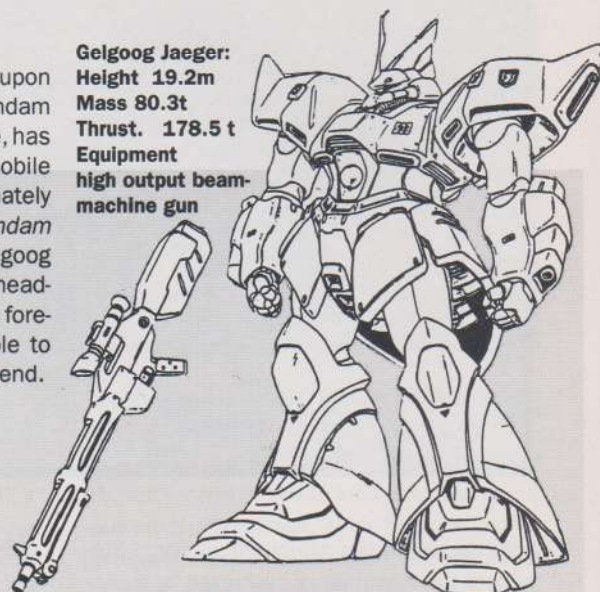 upon
ndam
, has
obile
ately
ndam
goog
head-
fore-
le to
end.
Gelgoog Jaeger:
Height 19.2m
Mass 80.3t
Thrust. 178.5 t
Equipment
high output beam-
machine gun